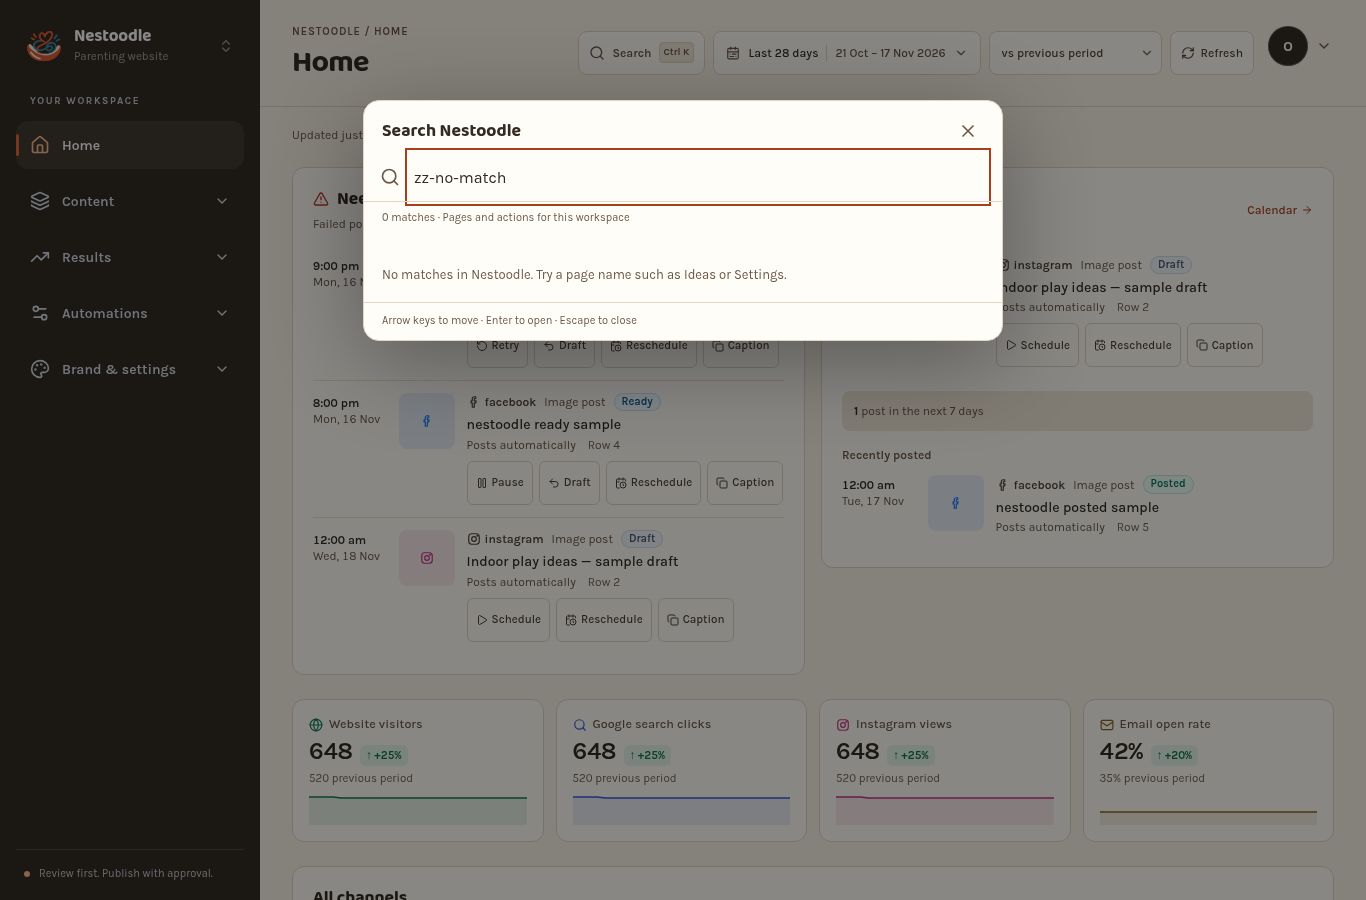 Nestoodle
Parenting website
YOUR WORKSPACE
Home
Content
Results
Automations
Brand & settings
Review first. Publish with approval.
NESTOODLE / HOME
Home
Search Ctrl K
Last 28 days 21 Oct – 17 Nov 2026
vs previous period
Refresh
O
Updated just
Search Nestoodle
zz-no-match
0 matches · Pages and actions for this workspace
No matches in Nestoodle. Try a page name such as Ideas or Settings.
Arrow keys to move · Enter to open · Escape to close
Failed
9:00 pm
Mon, 16
Retry Draft Reschedule Caption
8:00 pm
Mon, 16 Nov
facebook Image post Ready
nestoodle ready sample
Posts automatically Row 4
Pause Draft Reschedule Caption
12:00 am
Wed, 18 Nov
instagram Image post Draft
Indoor play ideas — sample draft
Posts automatically Row 2
Schedule Reschedule Caption
Calendar →
instagram Image post Draft
Indoor play ideas — sample draft
Posts automatically Row 2
Schedule Reschedule Caption
1 post in the next 7 days
Recently posted
12:00 am
Tue, 17 Nov
facebook Image post Posted
nestoodle posted sample
Posts automatically Row 5
Website visitors
648 ↑ +25%
520 previous period
Google search clicks
648 ↑ +25%
520 previous period
Instagram views
648 ↑ +25%
520 previous period
Email open rate
42% ↑ +20%
35% previous period
All channels